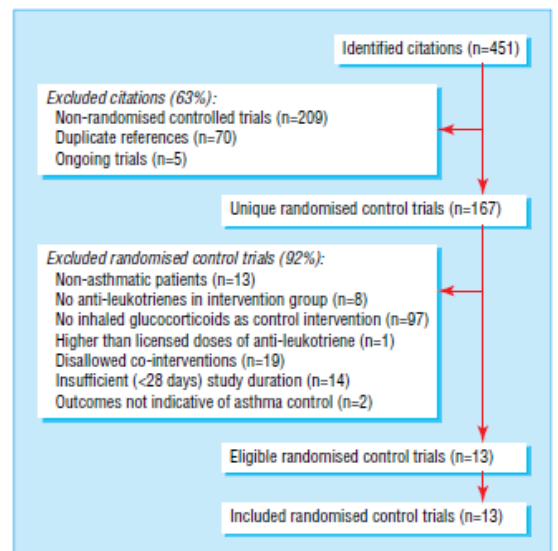 Identified citations (n=451)
Excluded citations (63%):
Non-randomised controlled trials (n=209)
Duplicate references (n=70)
Ongoing trials (n=5)
Unique randomised control trials (n=167)
Excluded randomised control trials (92%):
Non-asthmatic patients (n=13)
No anti-leukotrienes in intervention group (n=8)
No inhaled glucocorticoids as control intervention (n=97)
Higher than licensed doses of anti-leukotriene (n=1)
Disallowed co-interventions (n=19)
Insufficient (<28 days) study duration (n=14)
Outcomes not indicative of asthma control (n=2)
Eligible randomised control trials (n=13)
Included randomised control trials (n=13)